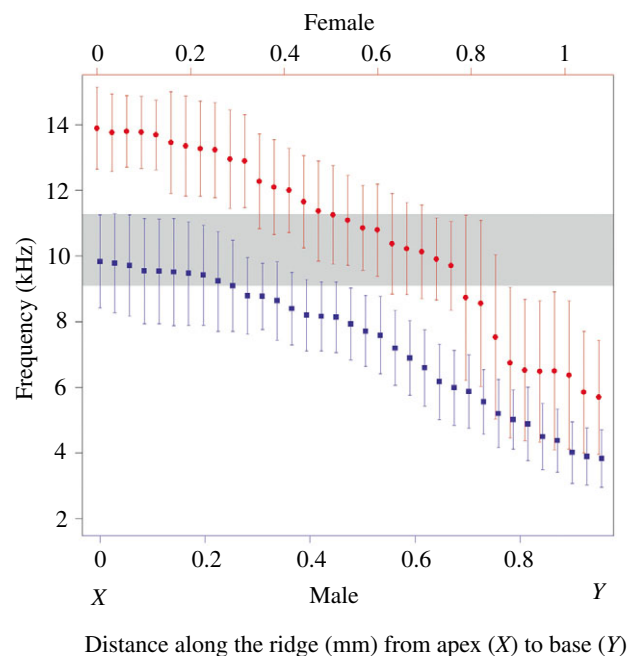 Female
0 0.2 0.4 0.6 0.8 1
14
12
10
8
6
4
2
Frequency (kHz)
0 0.2 0.4 0.6 0.8
X Male Y
Distance along the ridge (mm) from apex (X) to base (Y)